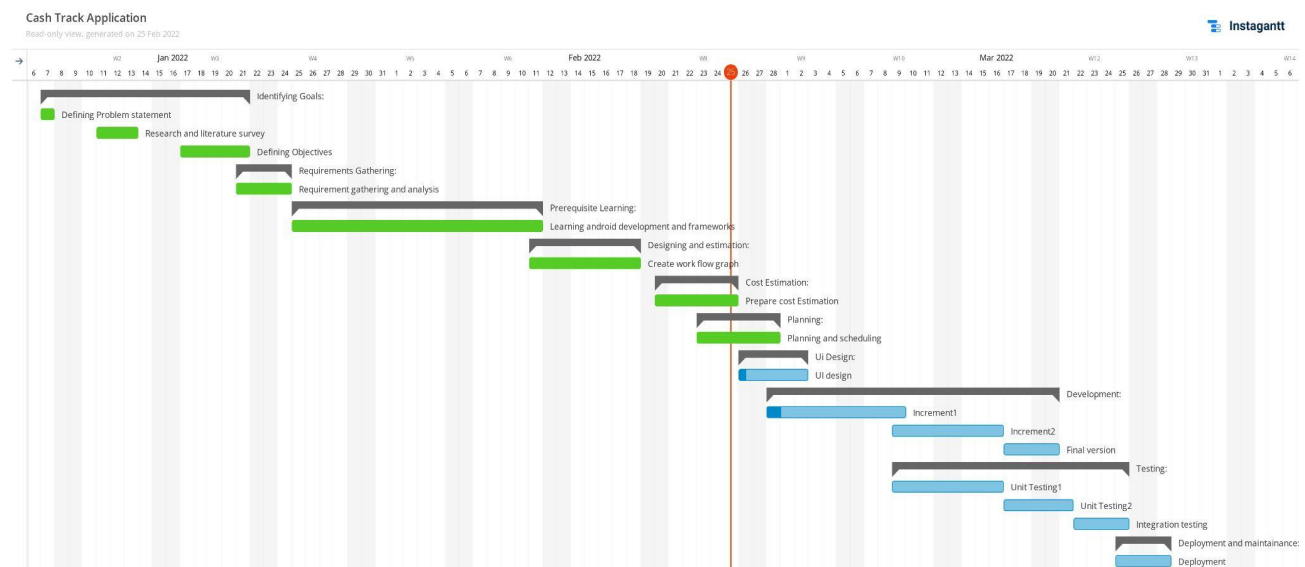 Cash Track Application
Read-only view, generated on 25 Feb 2022
Instagantt
W2 Jan 2022 W3 W4 W5 W6 Feb 2022 W8 W9 W10 Mar 2022 W12 W13 W14
6 7 8 9 10 11 12 13 14 15 16 17 18 19 20 21 22 23 24 25 26 27 28 29 30 31 1 2 3 4 5 6 7 8 9 10 11 12 13 14 15 16 17 18 19 20 21 22 23 24 25 26 27 28 1 2 3 4 5 6 7 8 9 10 11 12 13 14 15 16 17 18 19 20 21 22 23 24 25 26 27 28 29 30 31 1 2 3 4 5 6
Identifying Goals:
Defining Problem statement
Research and literature survey
Defining Objectives
Requirements Gathering:
Requirement gathering and analysis
Prerequisite Learning:
Learning android development and frameworks
Designing and estimation:
Create work flow graph
Cost Estimation:
Prepare cost Estimation
Planning:
Planning and scheduling
Ui Design:
UI design
Development:
Increment1
Increment2
Final version
Testing:
Unit Testing1
Unit Testing2
Integration testing
Deployment and maintainance:
Deployment